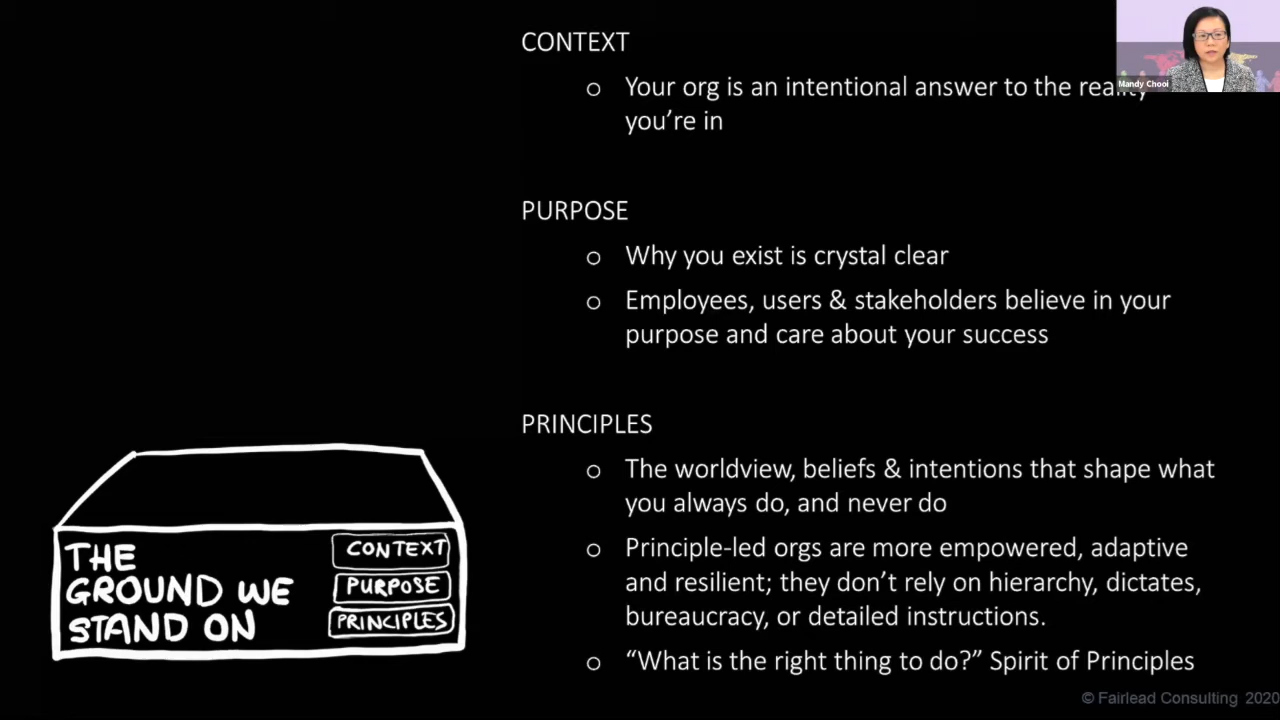 CONTEXT
o Your org is an intentional answer to the reality
you're in
Mandy Chooi
PURPOSE
o Why you exist is crystal clear
o Employees, users & stakeholders believe in your
purpose and care about your success
PRINCIPLES
o The worldview, beliefs & intentions that shape what
you always do, and never do
o Principle-led orgs are more empowered, adaptive
and resilient; they don't rely on hierarchy, dictates,
bureaucracy, or detailed instructions.
o “What is the right thing to do?” Spirit of Principles
THE
GROUND WE
STAND ON
CONTEXT
PURPOSE
PRINCIPLES
© Fairlead Consulting 2020